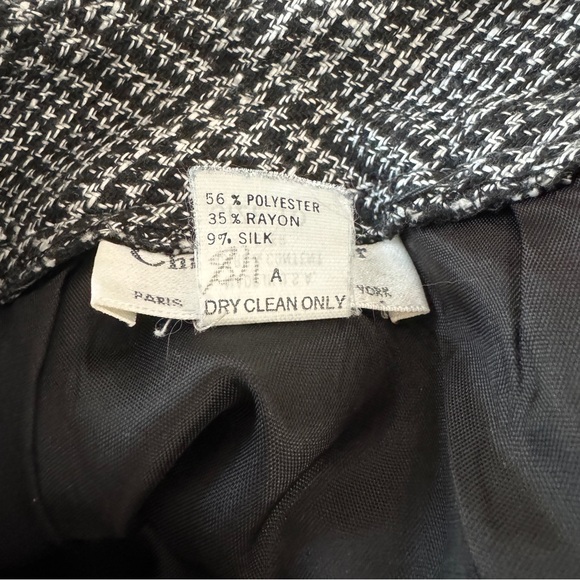 56 % POLYESTER
35% RAYON
9% SILK
A
DRY CLEAN ONLY
PARIS
YORK